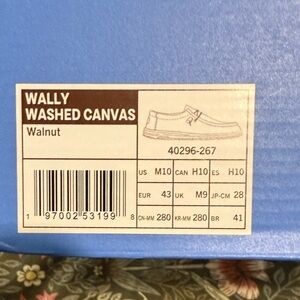 WALLY
WASHED CANVAS
Walnut
40296-267
US M10 CAN H10 ES H10
EUR 43 UK M9 JP-CM 28
CN-MM 280 KR-MM 280 BR 41
1 97002 53199 8